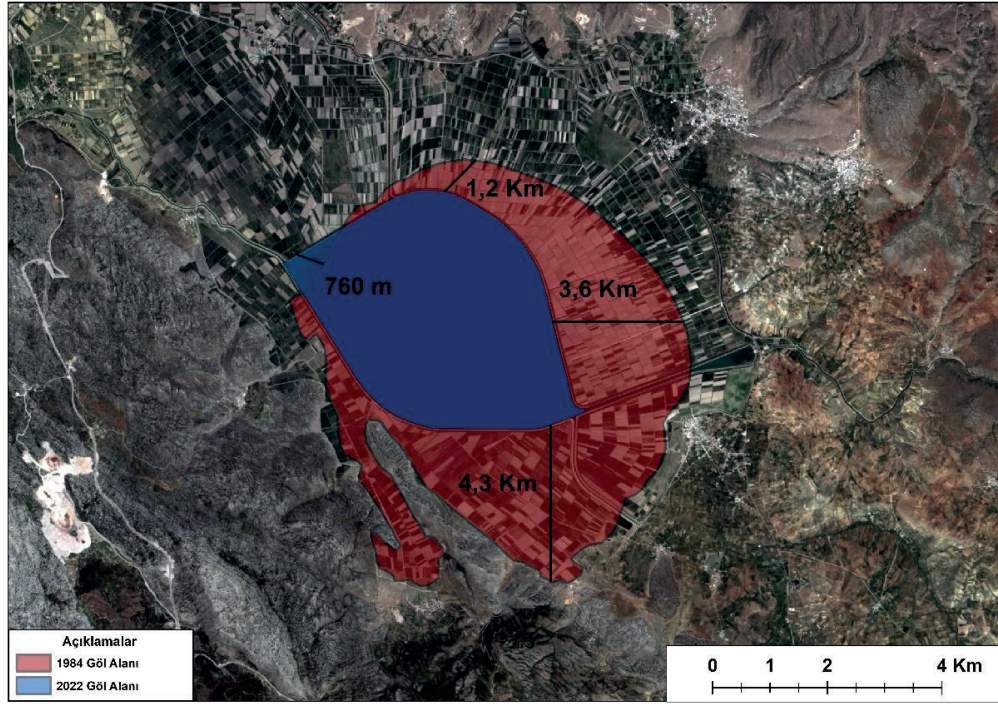 1,2 Km
760 m
3,6 Km
4,3 Km
Açıklamalar
1984 Göl Alanı
2022 Göl Alanı
0 1 2 4 Km